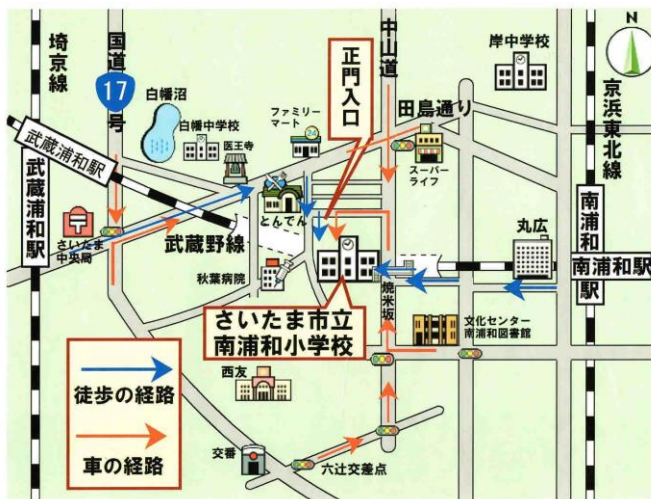 埼京線
国道
17
号
中山道
正門入口
N
岸中学校
京浜東北線
白幡沼
白幡中学校
医王寺
ファミリー
マート
24
田島通り
スーパー
ライフ
武蔵浦和駅
武蔵浦和駅
さいたま
中央局
とんでん
武蔵野線
秋葉病院
丸広
南浦和駅
南浦和駅
焼米坂
さいたま市立
南浦和小学校
文化センター
南浦和図書館
西友
徒歩の経路
車の経路
交番
六辻交差点